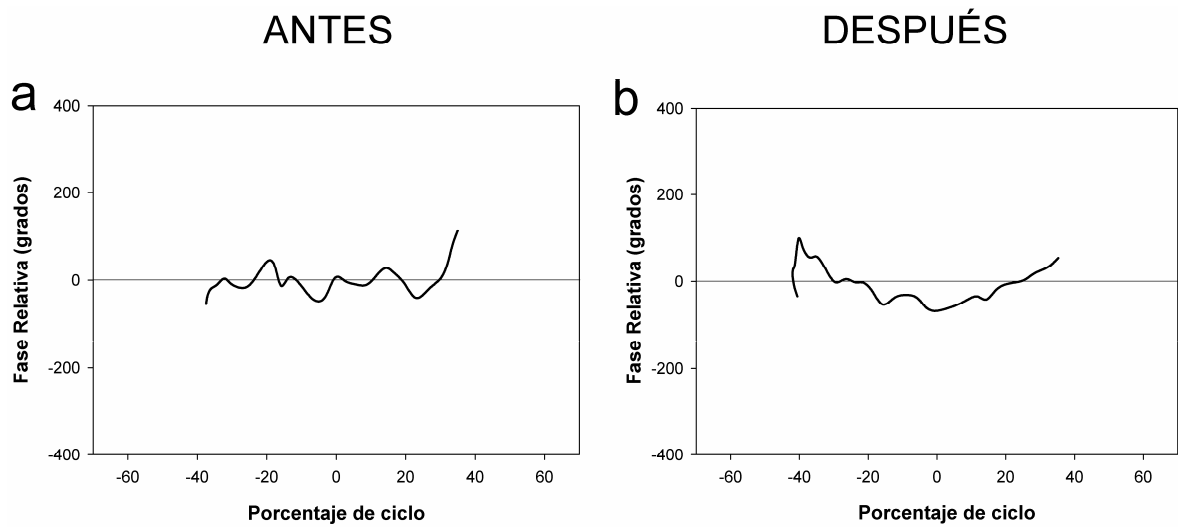 ANTES
DESPUÉS
a
400
200
0
-200
-400
Fase Relativa (grados)
-60 -40 -20 0 20 40 60
Porcentaje de ciclo
b
400
200
0
-200
-400
Fase Relativa (grados)
-60 -40 -20 0 20 40 60
Porcentaje de ciclo